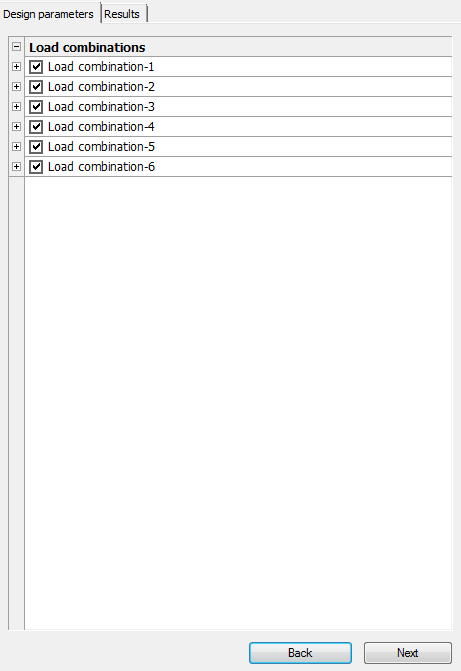 Design parameters Results
Load combinations
Load combination-1
Load combination-2
Load combination-3
Load combination-4
Load combination-5
Load combination-6
Back Next